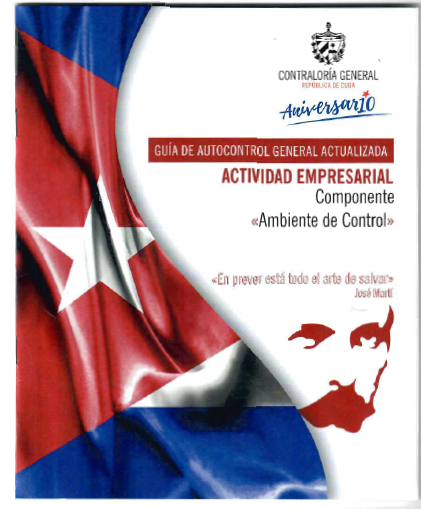 CONTRALORÍA GENERAL
REPÚBLICA DE CUBA
Aniversario 10
GUÍA DE AUTOCONTROL GENERAL ACTUALIZADA
ACTIVIDAD EMPRESARIAL
Componente
«Ambiente de Control»
«En prever está todo el arte de salvar»
José Martí